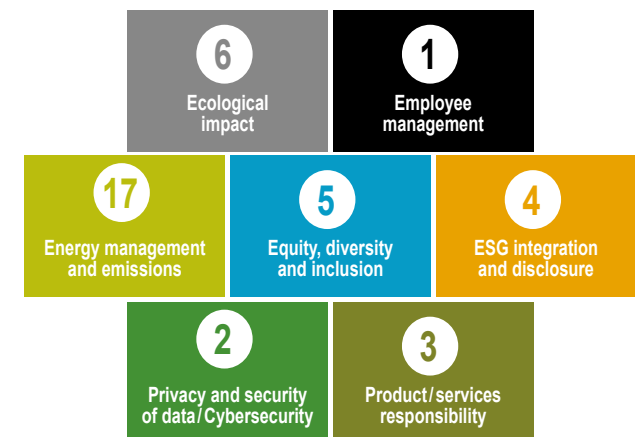 6
Ecological
impact
1
Employee
management
17
Energy management
and emissions
5
Equity, diversity
and inclusion
4
ESG integration
and disclosure
2
Privacy and security
of data/Cybersecurity
3
Product/services
responsibility